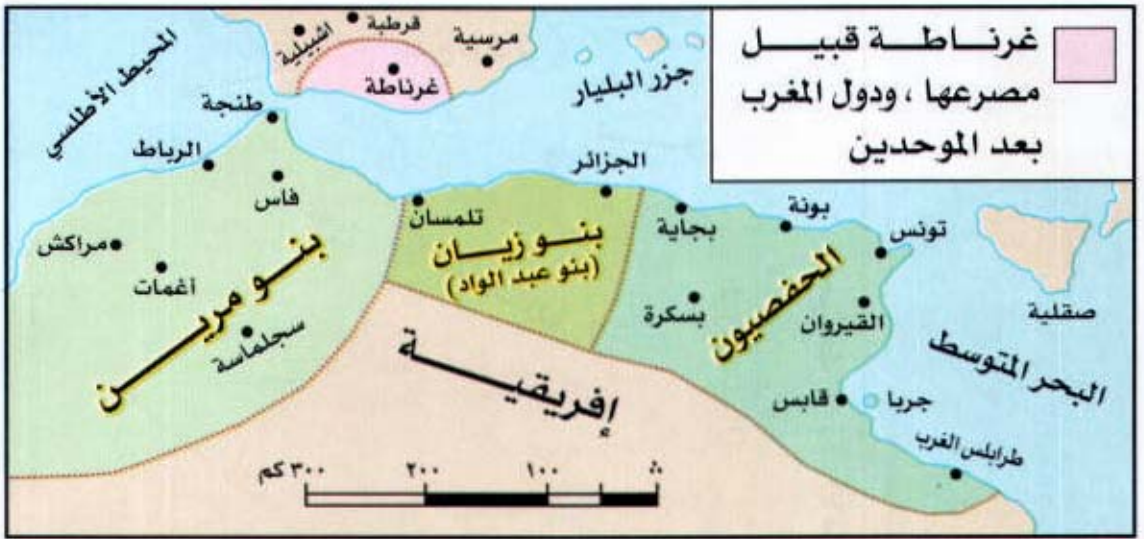 غرناطة قبيل
مصرعها، ودول المغرب
بعد الموحدين
المحيط الأطلسي
اشبيلية
قرطبة
مرسية
غرناطة
جزر البليار
طنجة
الرباط
فاس
مراكش
أغمات
سجلماسة
بنو مرين
تلمسان
الجزائر
بنو زيان
(بنو عبد الواد)
بجاية
بونة
تونس
بسكرة
القيروان
الحفصيون
قابس
جربا
طرابلس الغرب
صقلية
البحر المتوسط
إفريقية
٣٠٠ كم
٢٠٠
١٠٠